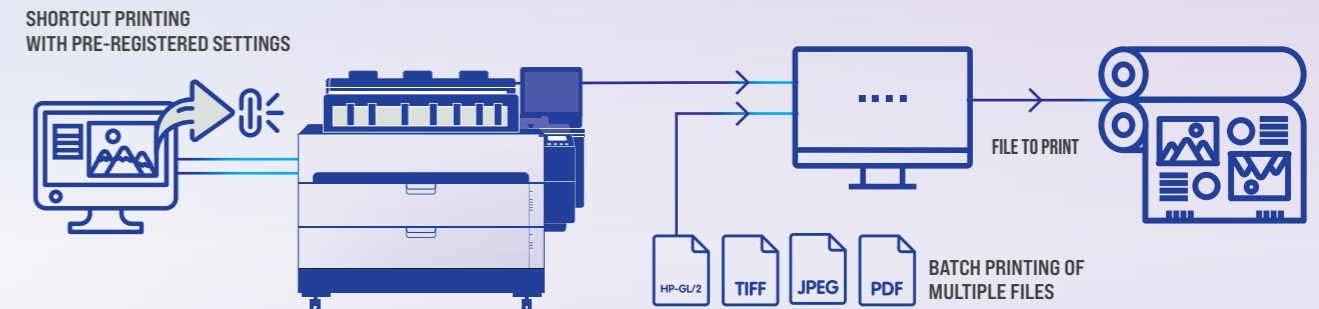 SHORTCUT PRINTING
WITH PRE-REGISTERED SETTINGS
FILE TO PRINT
HP-GL/2
TIFF
JPEG
PDF
BATCH PRINTING OF
MULTIPLE FILES